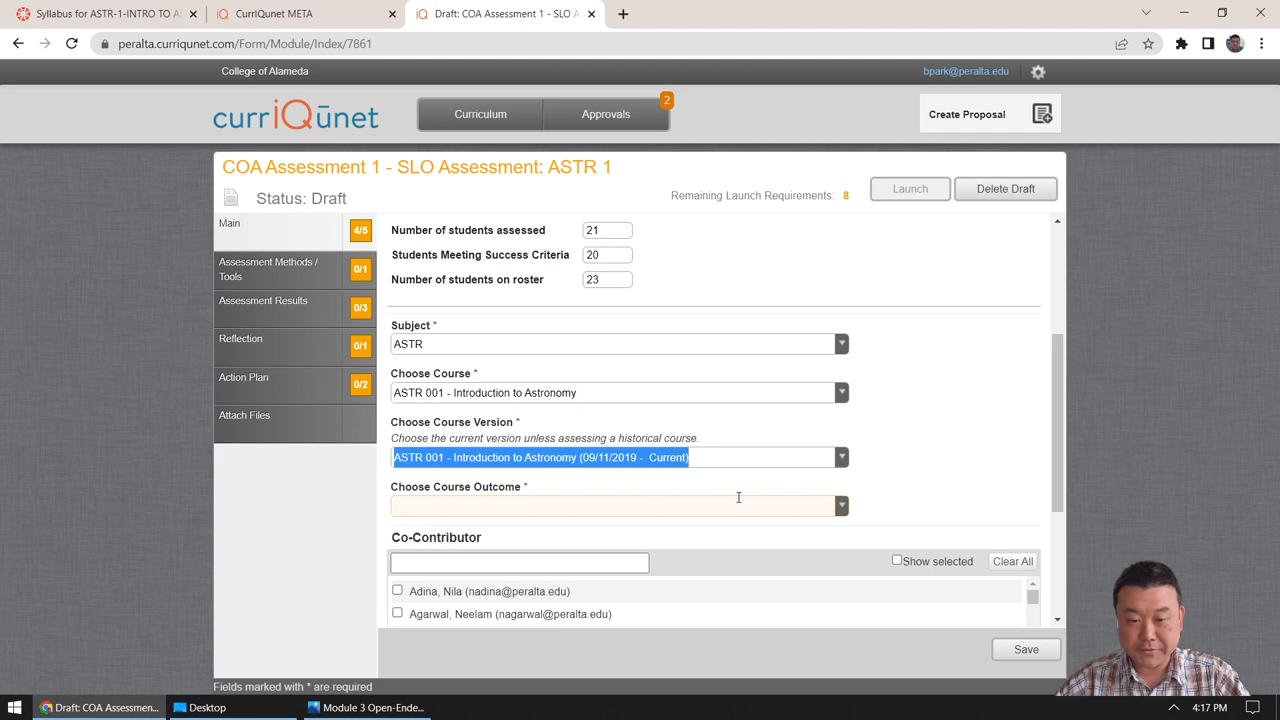 Syllabus for ASTR-1-INTRO TO AS
CurrIQunet META
Draft: COA Assessment 1 - SLO A
peralta.curriqunet.com/Form/Module/Index/7861
College of Alameda
bpark@peralta.edu
currIQūnet
Curriculum
Approvals
2
Create Proposal
COA Assessment 1 - SLO Assessment: ASTR 1
Status: Draft
Remaining Launch Requirements: 8
Launch
Delete Draft
Main
4/5
Assessment Methods /
Tools
0/1
Assessment Results
0/3
Reflection
0/1
Action Plan
0/2
Attach Files
Number of students assessed
21
Students Meeting Success Criteria
20
Number of students on roster
23
Subject *
ASTR
Choose Course *
ASTR 001 - Introduction to Astronomy
Choose Course Version *
Choose the current version unless assessing a historical course.
ASTR 001 - Introduction to Astronomy (09/11/2019 - Current)
Choose Course Outcome *
Co-Contributor
Show selected
Clear All
Adina, Nila (nadina@peralta.edu)
Agarwal, Neelam (nagarwal@peralta.edu)
Save
Fields marked with * are required
Draft: COA Assessmen...
Desktop
Module 3 Open-Ende...
4:17 PM